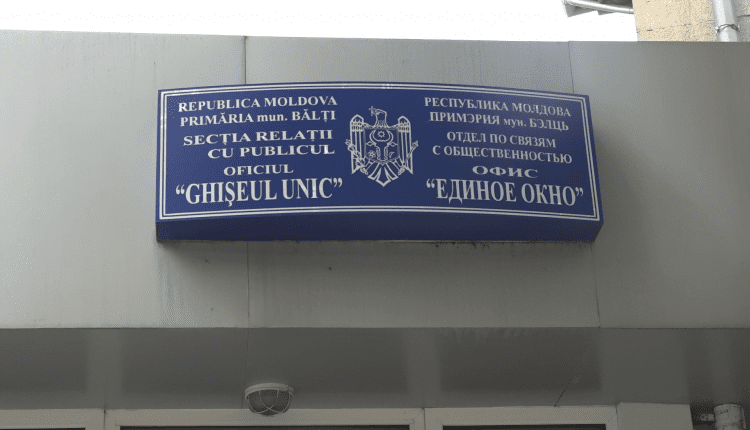 REPUBLICA MOLDOVA
PRIMĂRIA mun. BĂLŢI
SECŢIA RELAŢII
CU PUBLICUL
OFICIUL
“GHIŞEUL UNIC”
РЕСПУБЛИКА МОЛДОВА
ПРИМЭРИЯ мун. БЭЛЦЬ
ОТДЕЛ ПО СВЯЗЯМ
С ОБЩЕСТВЕННОСТЬЮ
ОФИС
“ЕДИНОЕ ОКНО”